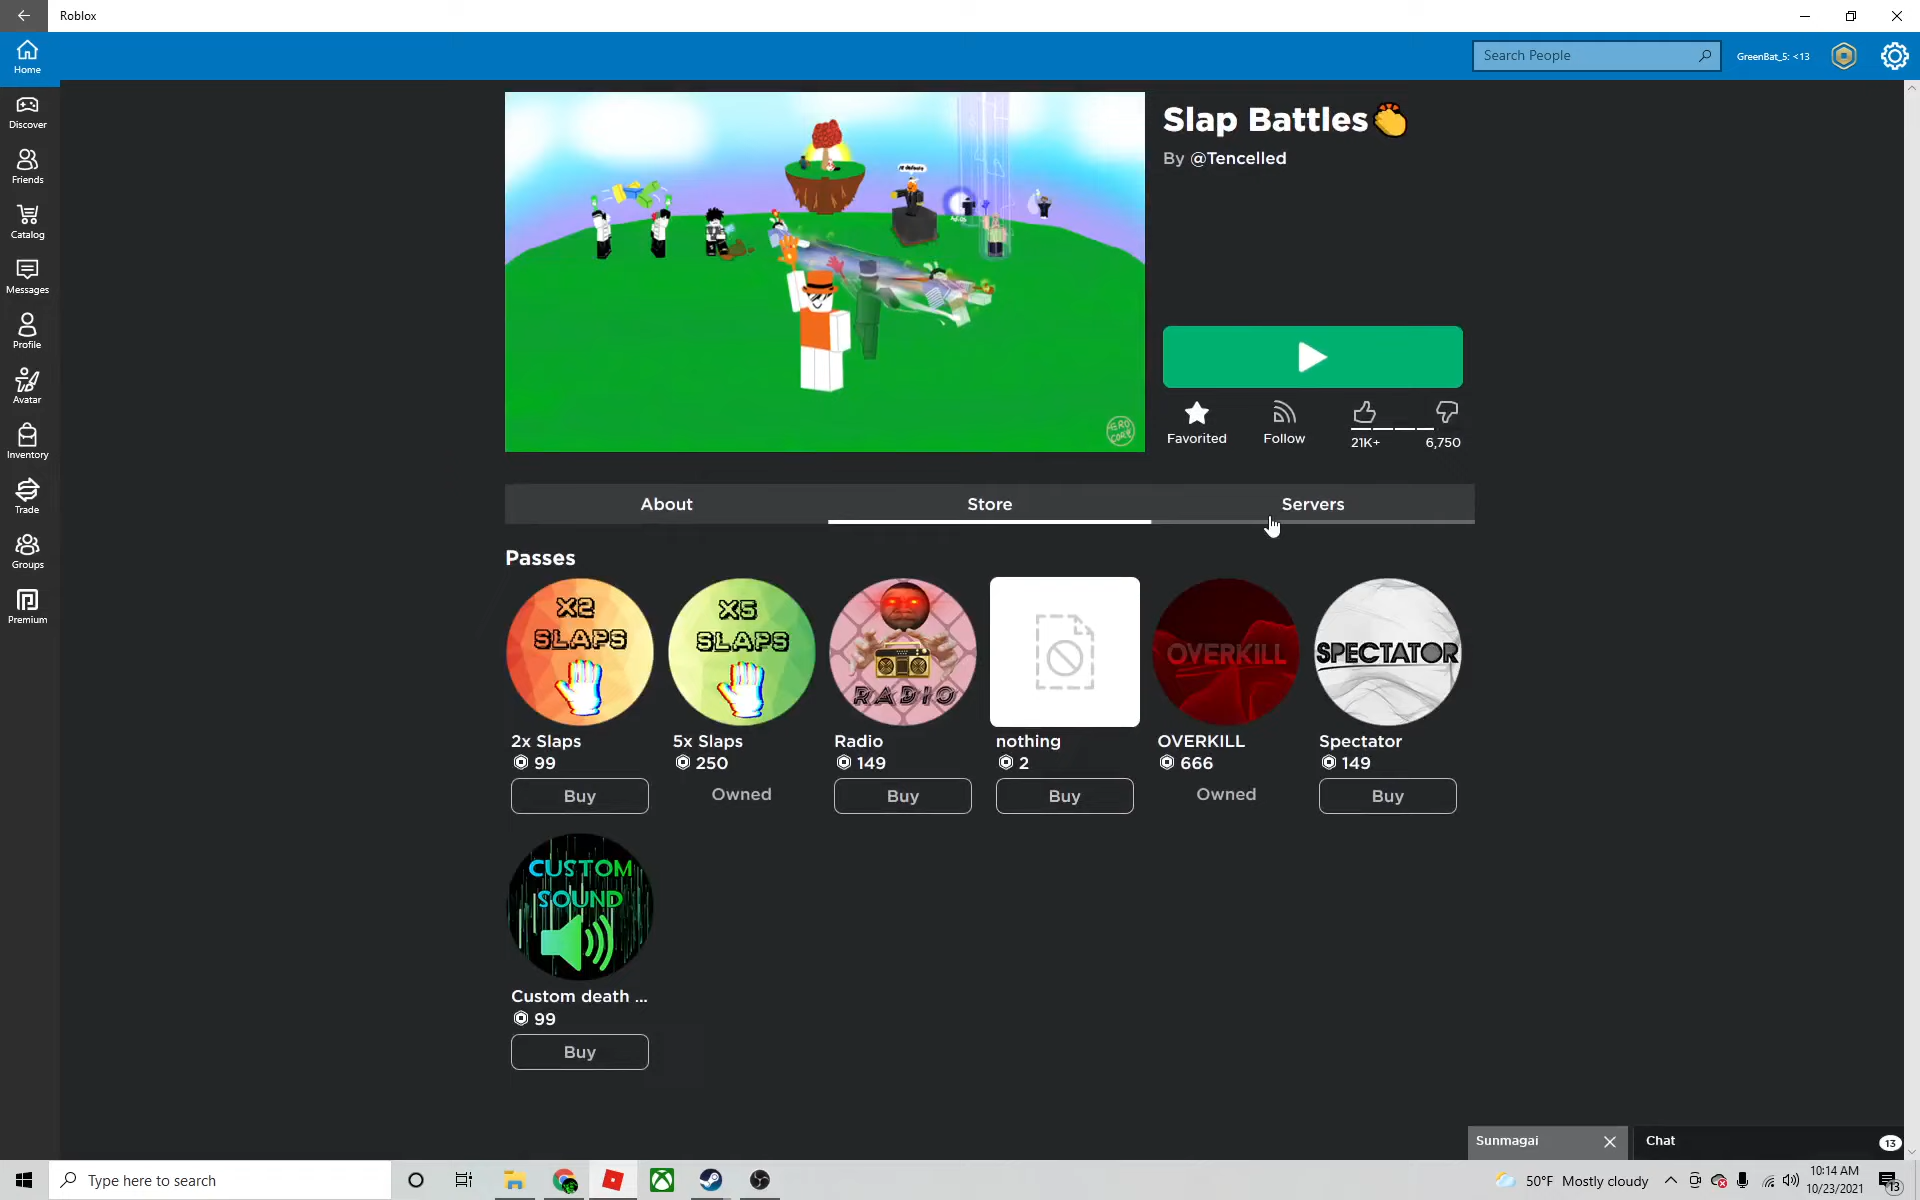 Roblox
Home
Search People
GreenBat_5: <13
Discover
Friends
Catalog
Messages
Profile
Avatar
Inventory
Trade
Groups
Premium
Slap Battles
By @Tencelled
Favorited
Follow
21K+
6,750
About
Store
Servers
Passes
X2
SLAPS
X5
SLAPS
RADIO
OVERKILL
SPECTATOR
2x Slaps
99
Buy
5x Slaps
250
Owned
Radio
149
Buy
nothing
2
Buy
OVERKILL
666
Owned
Spectator
149
Buy
CUSTOM
SOUND
Custom death ...
99
Buy
Sunmagai
Chat
13
Type here to search
50°F Mostly cloudy
10:14 AM
10/23/2021
13